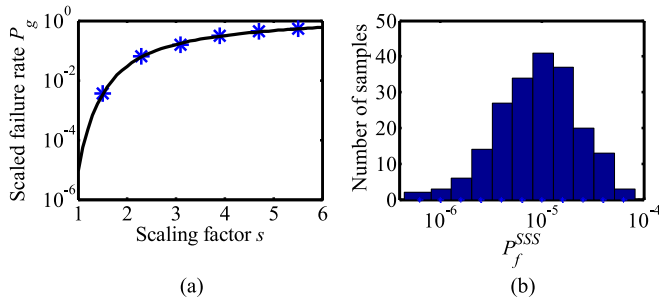 Scaled failure rate P_g
10^0
10^-2
10^-4
10^-6
1 2 3 4 5 6
Scaling factor s
(a)
Number of samples
50
40
30
20
10
0
10^-6 10^-5 10^-4
P_f^SSS
(b)